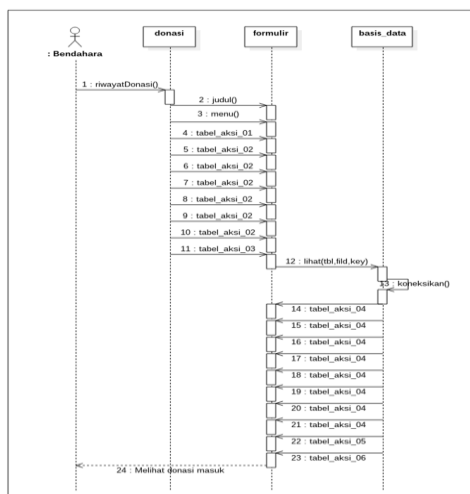 donasi
formulir
basis_data
: Bendahara
1 : riwayatDonasi()
2 : judul()
3 : menu()
4 : tabel_aksi_01
5 : tabel_aksi_02
6 : tabel_aksi_02
7 : tabel_aksi_02
8 : tabel_aksi_02
9 : tabel_aksi_02
10 : tabel_aksi_02
11 : tabel_aksi_03
12 : lihat(tbl,fild,key)
13 : koneksikan()
14 : tabel_aksi_04
15 : tabel_aksi_04
16 : tabel_aksi_04
17 : tabel_aksi_04
18 : tabel_aksi_04
19 : tabel_aksi_04
20 : tabel_aksi_04
21 : tabel_aksi_04
22 : tabel_aksi_05
23 : tabel_aksi_06
24 : Melihat donasi masuk